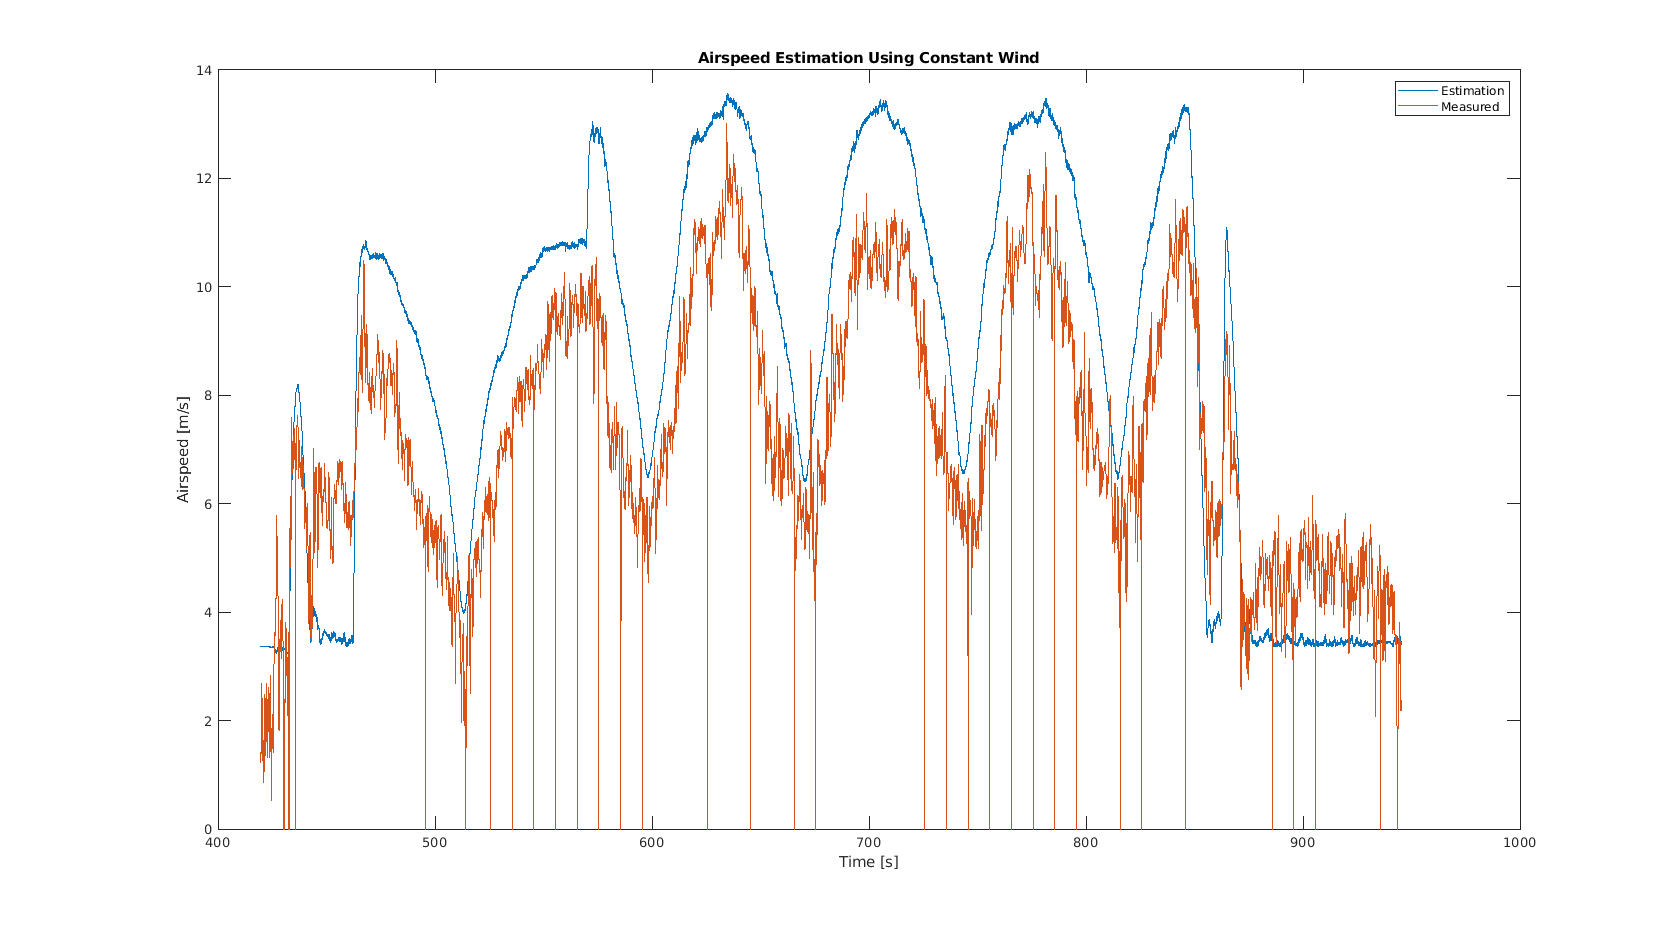 Airspeed Estimation Using Constant Wind
Estimation
Measured
Airspeed [m/s]
14
12
10
8
6
4
2
0
400 500 600 700 800 900 1000
Time [s]